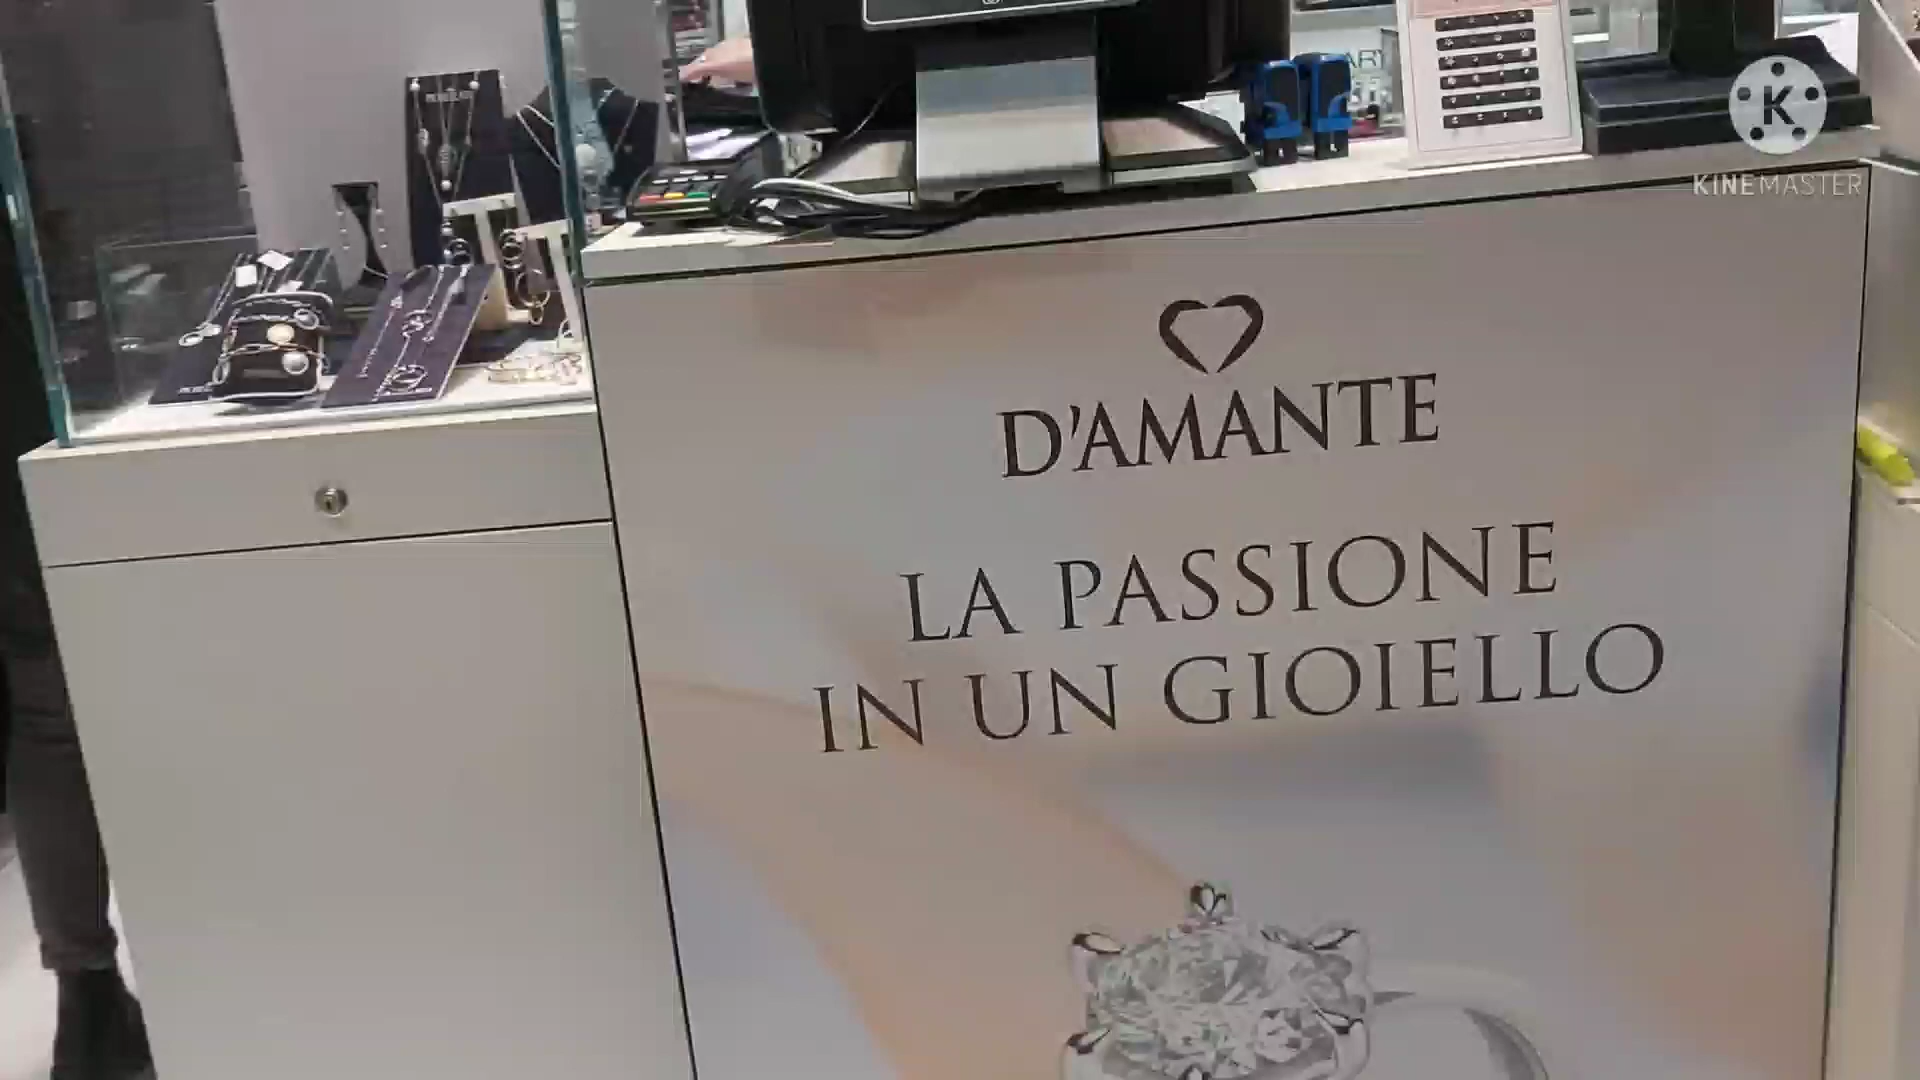 KINEMASTER
D'AMANTE
LA PASSIONE
IN UN GIOIELLO